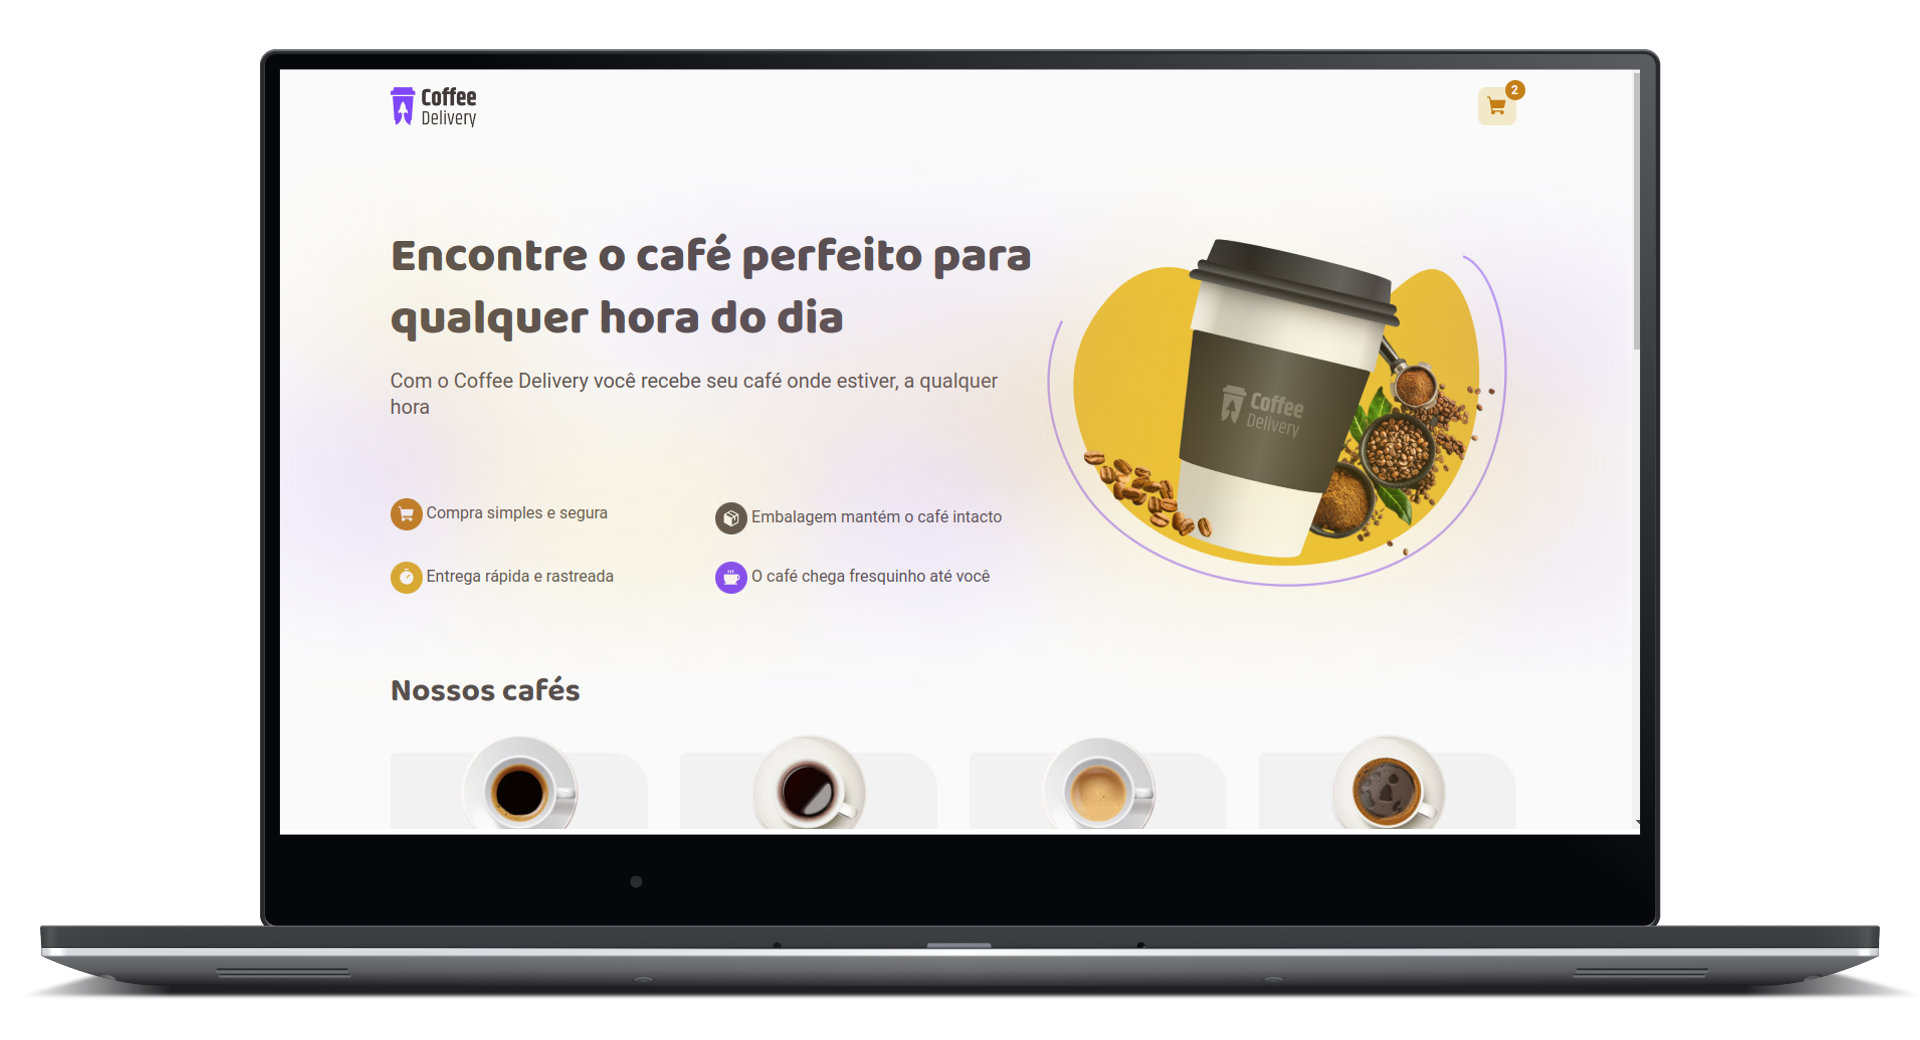 Coffee
Delivery
2
Encontre o café perfeito para
qualquer hora do dia
Com o Coffee Delivery você recebe seu café onde estiver, a qualquer
hora
Coffee
Delivery
Compra simples e segura
Embalagem mantém o café intacto
Entrega rápida e rastreada
O café chega fresquinho até você
Nossos cafés